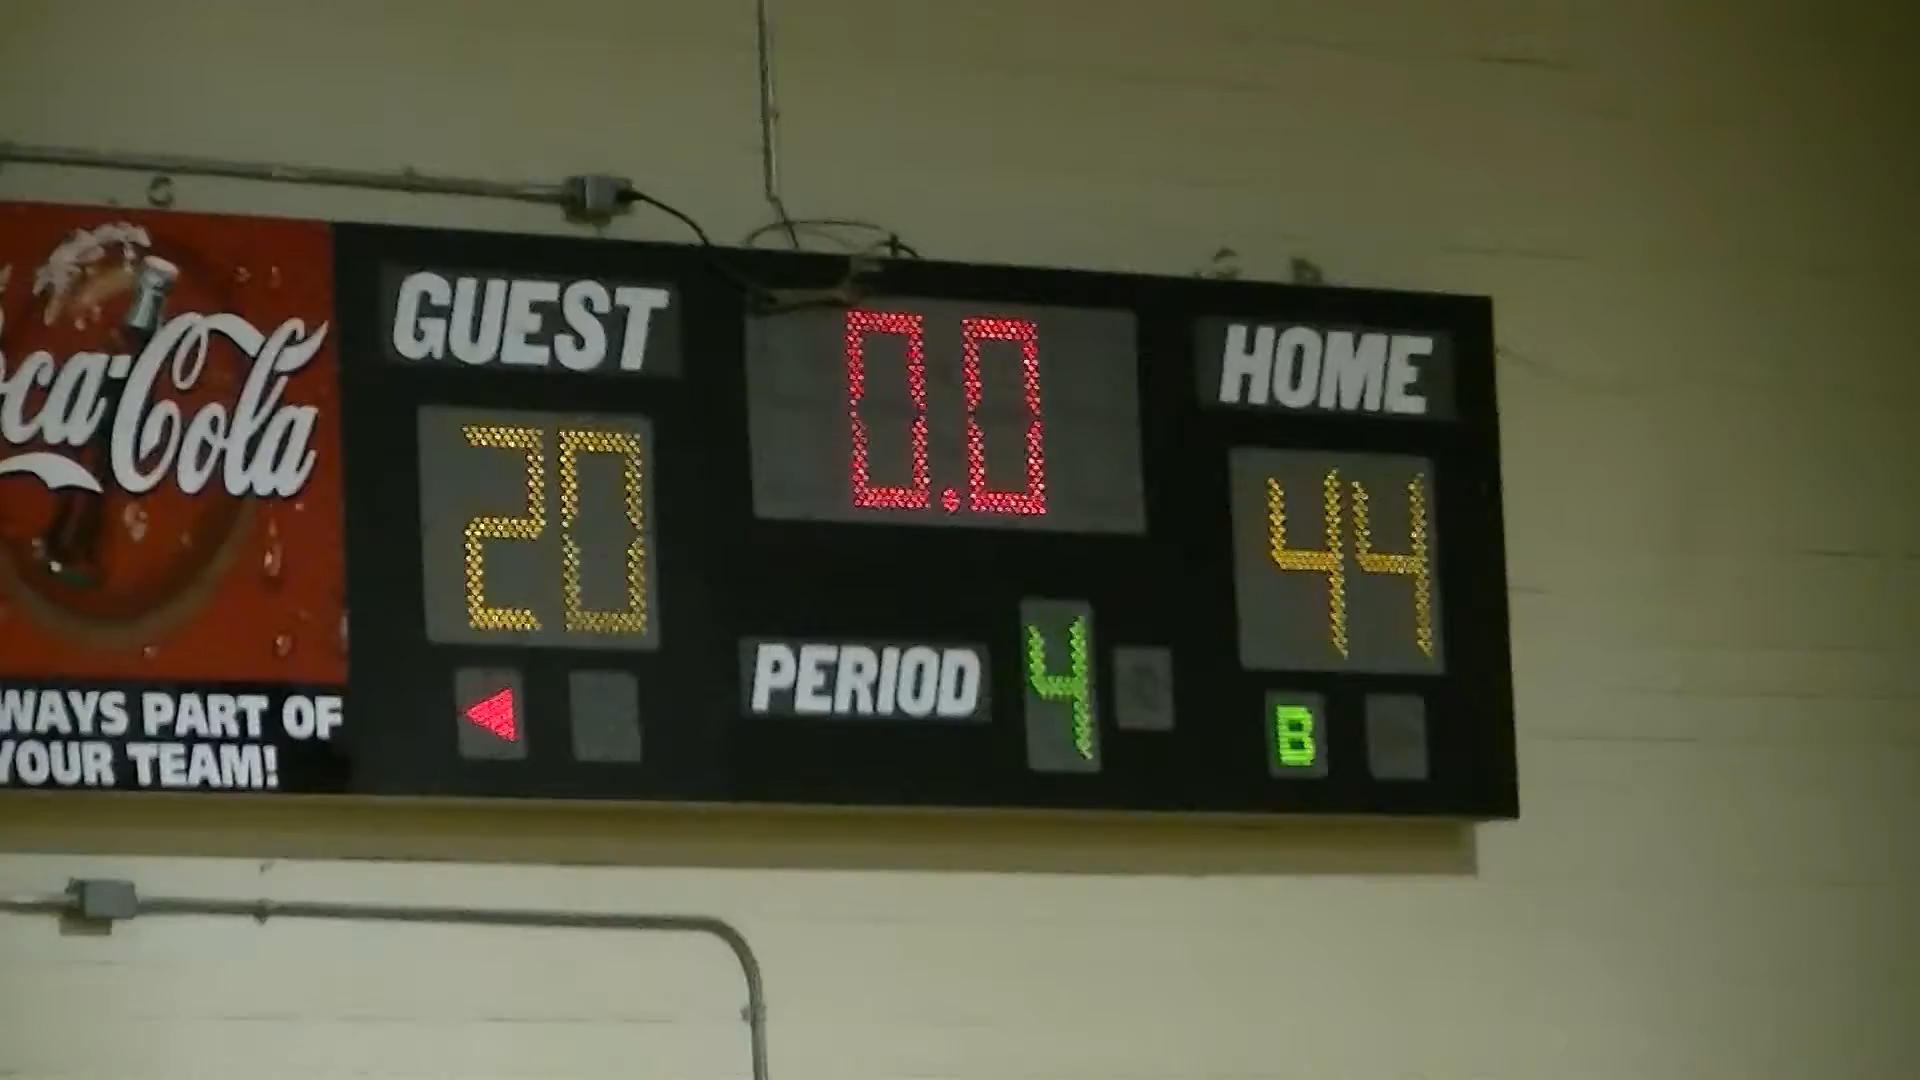 Coca-Cola
WAYS PART OF
YOUR TEAM!
GUEST
20
0.0
HOME
44
PERIOD 4
B